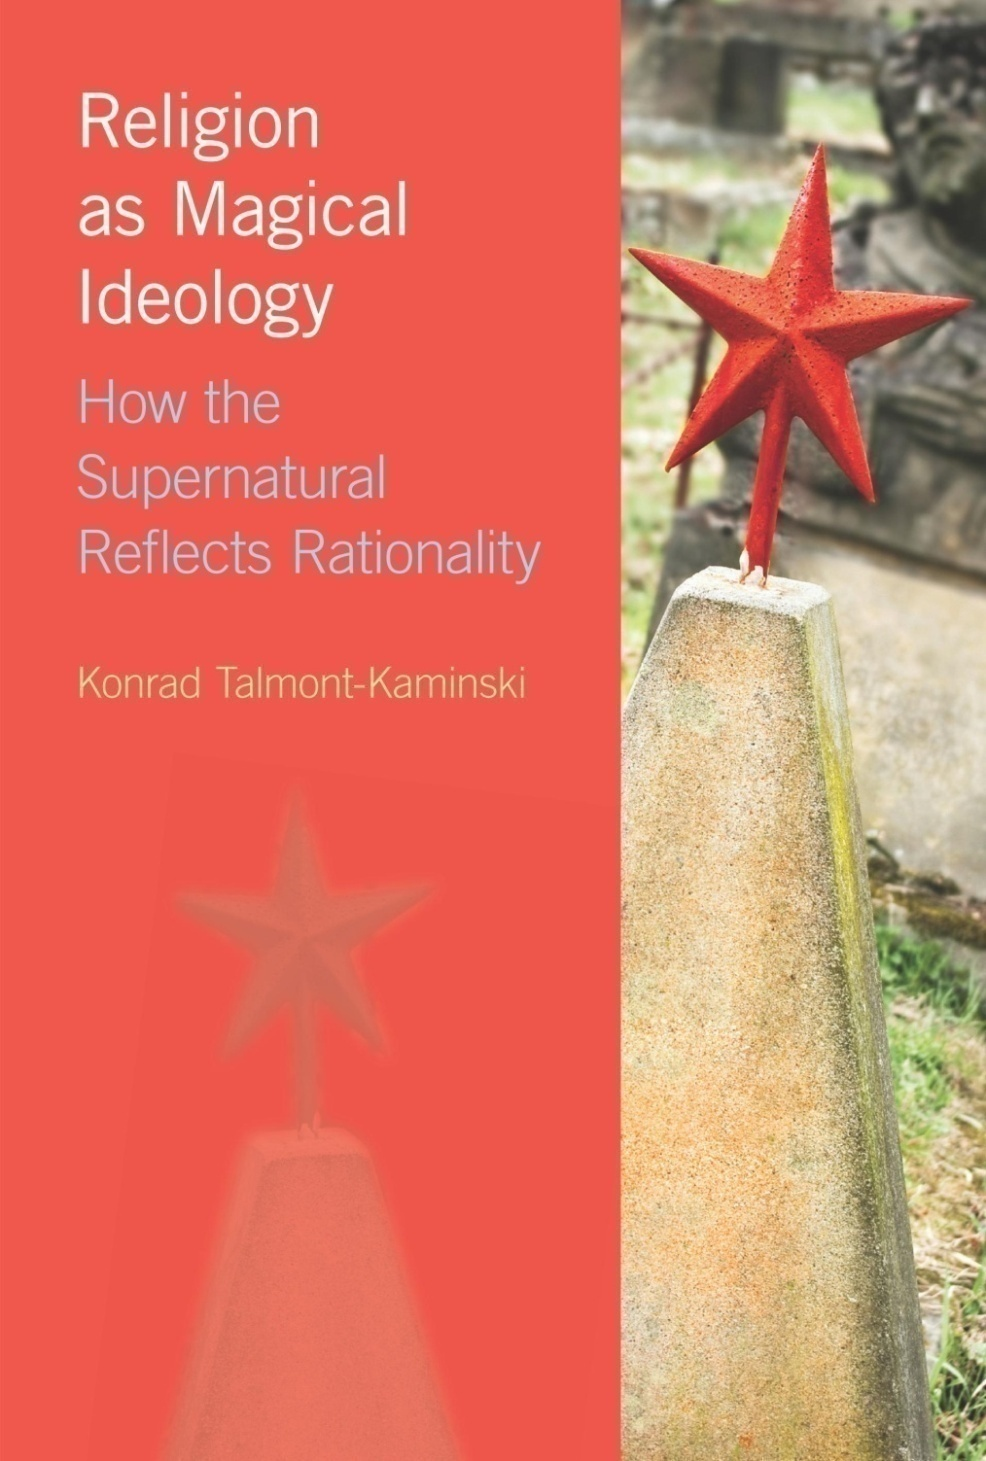 Religion
as Magical
Ideology
How the
Supernatural
Reflects Rationality
Konrad Talmont-Kaminski